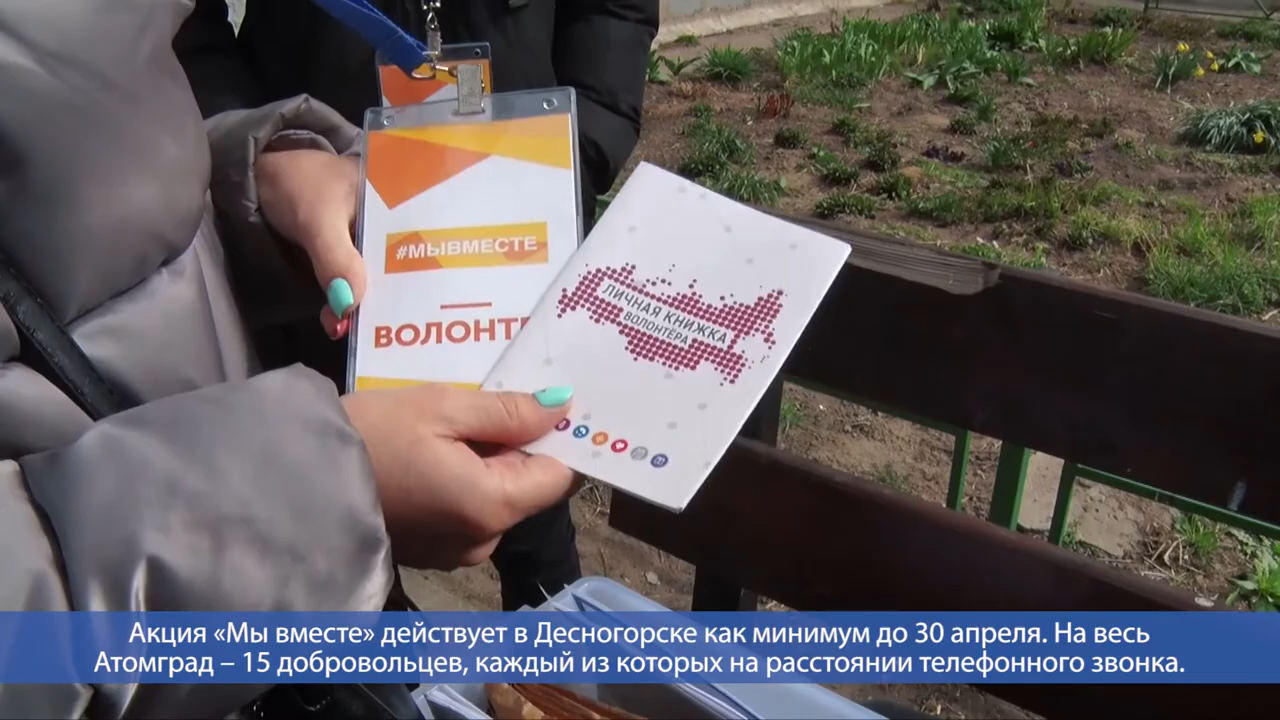 #МЫВМЕСТЕ
ВОЛОНТ
ЛИЧНАЯ КНИЖКА
ВОЛОНТЁРА
Акция «Мы вместе» действует в Десногорске как минимум до 30 апреля. На весь
Атомград – 15 добровольцев, каждый из которых на расстоянии телефонного звонка.